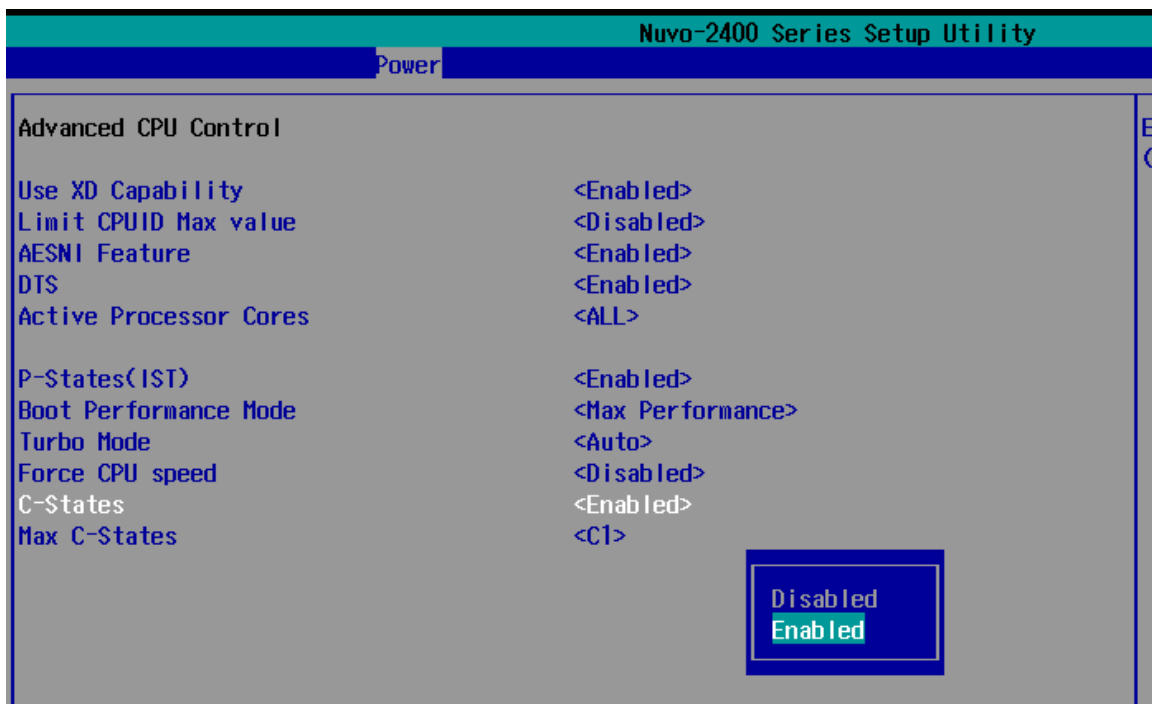 Nuvo-2400 Series Setup Utility
Power
Advanced CPU Control
Use XD Capability <Enabled>
Limit CPUID Max value <Disabled>
AESNI Feature <Enabled>
DTS <Enabled>
Active Processor Cores <ALL>
P-States(IST) <Enabled>
Boot Performance Mode <Max Performance>
Turbo Mode <Auto>
Force CPU speed <Disabled>
C-States <Enabled>
Max C-States <C1>
Disabled
Enabled